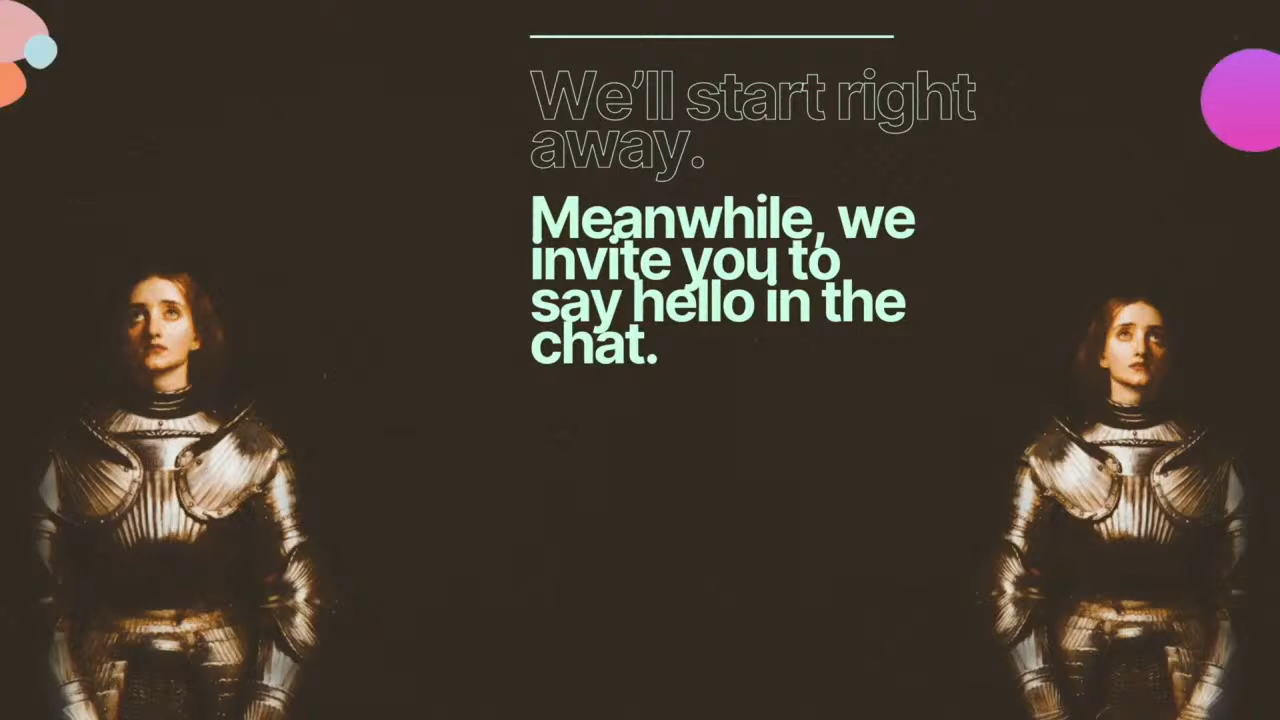 We’ll start right
away.
Meanwhile, we
invite you to
say hello in the
chat.